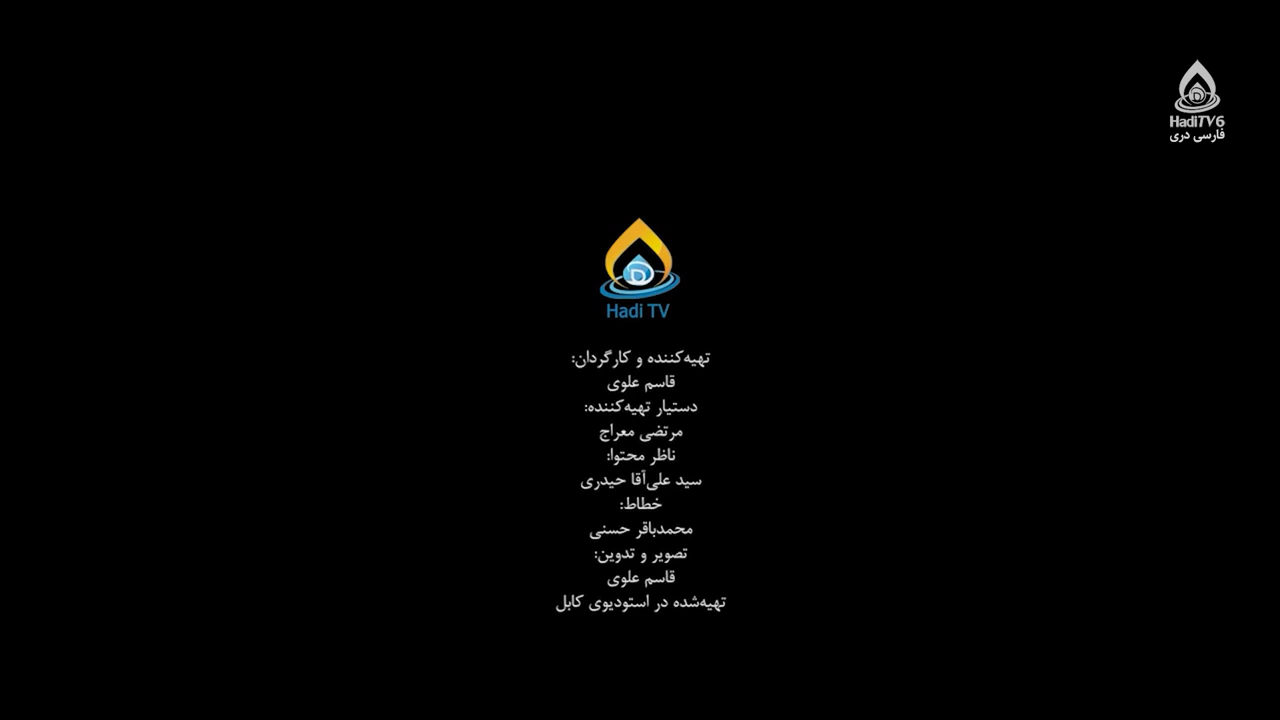 HadiTV6
فارسی دری
Hadi TV
تهیه‌کننده و کارگردان:
قاسم علوی
دستیار تهیه‌کننده:
مرتضی معراج
ناظر محتوا:
سید علی‌آقا حیدری
خطاط:
محمدباقر حسنی
تصویر و تدوین:
قاسم علوی
تهیه‌شده در استودیوی کابل